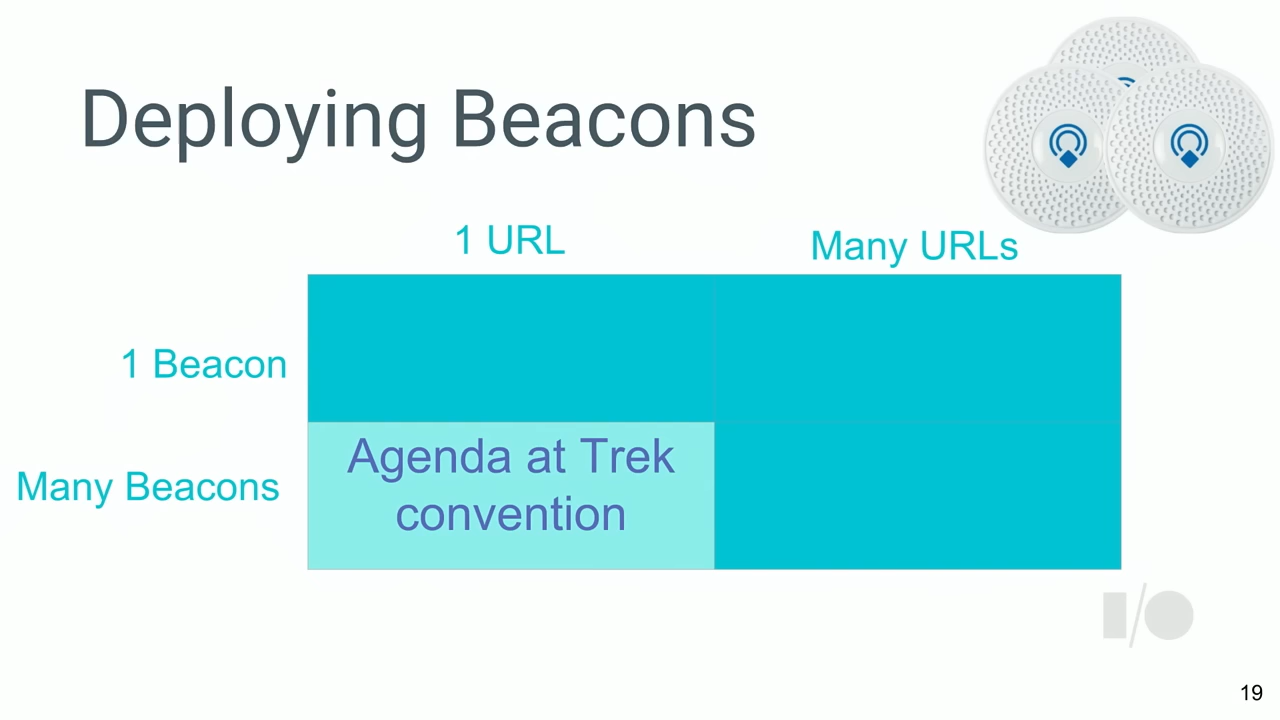 Deploying Beacons
1 URL
Many URLs
1 Beacon
Many Beacons
Agenda at Trek
convention
I/O
19